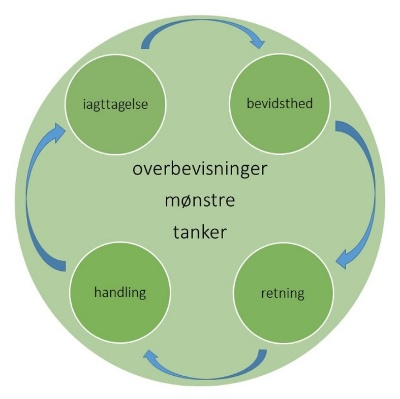 iagttagelse
bevidsthed
overbevisninger
mønstre
tanker
handling
retning